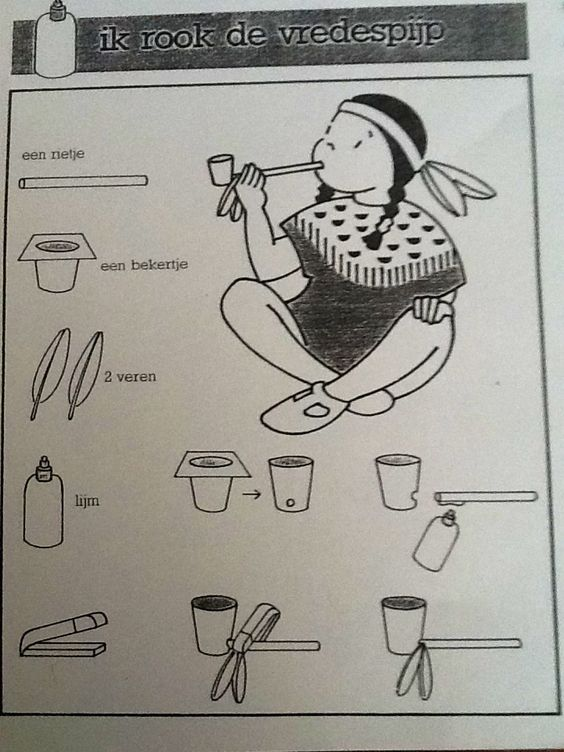 ik rook de vredespijp
een rietje
een bekertje
2 veren
lijm